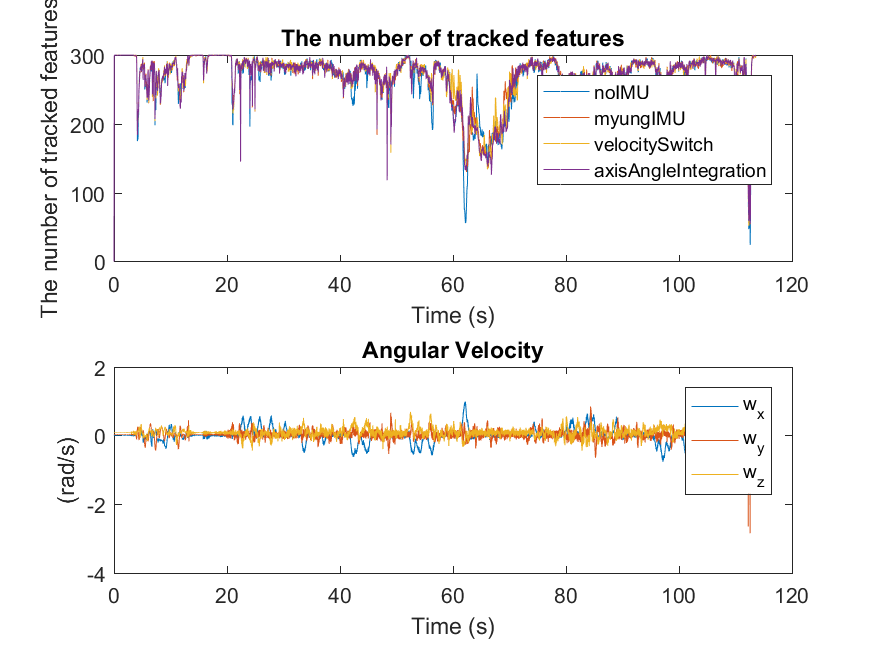 The number of tracked features
The number of tracked features
300
200
100
0
noIMU
myungIMU
velocitySwitch
axisAngleIntegration
0 20 40 60 80 100 120
Time (s)
Angular Velocity
(rad/s)
2
0
-2
-4
w_x
w_y
w_z
0 20 40 60 80 100 120
Time (s)